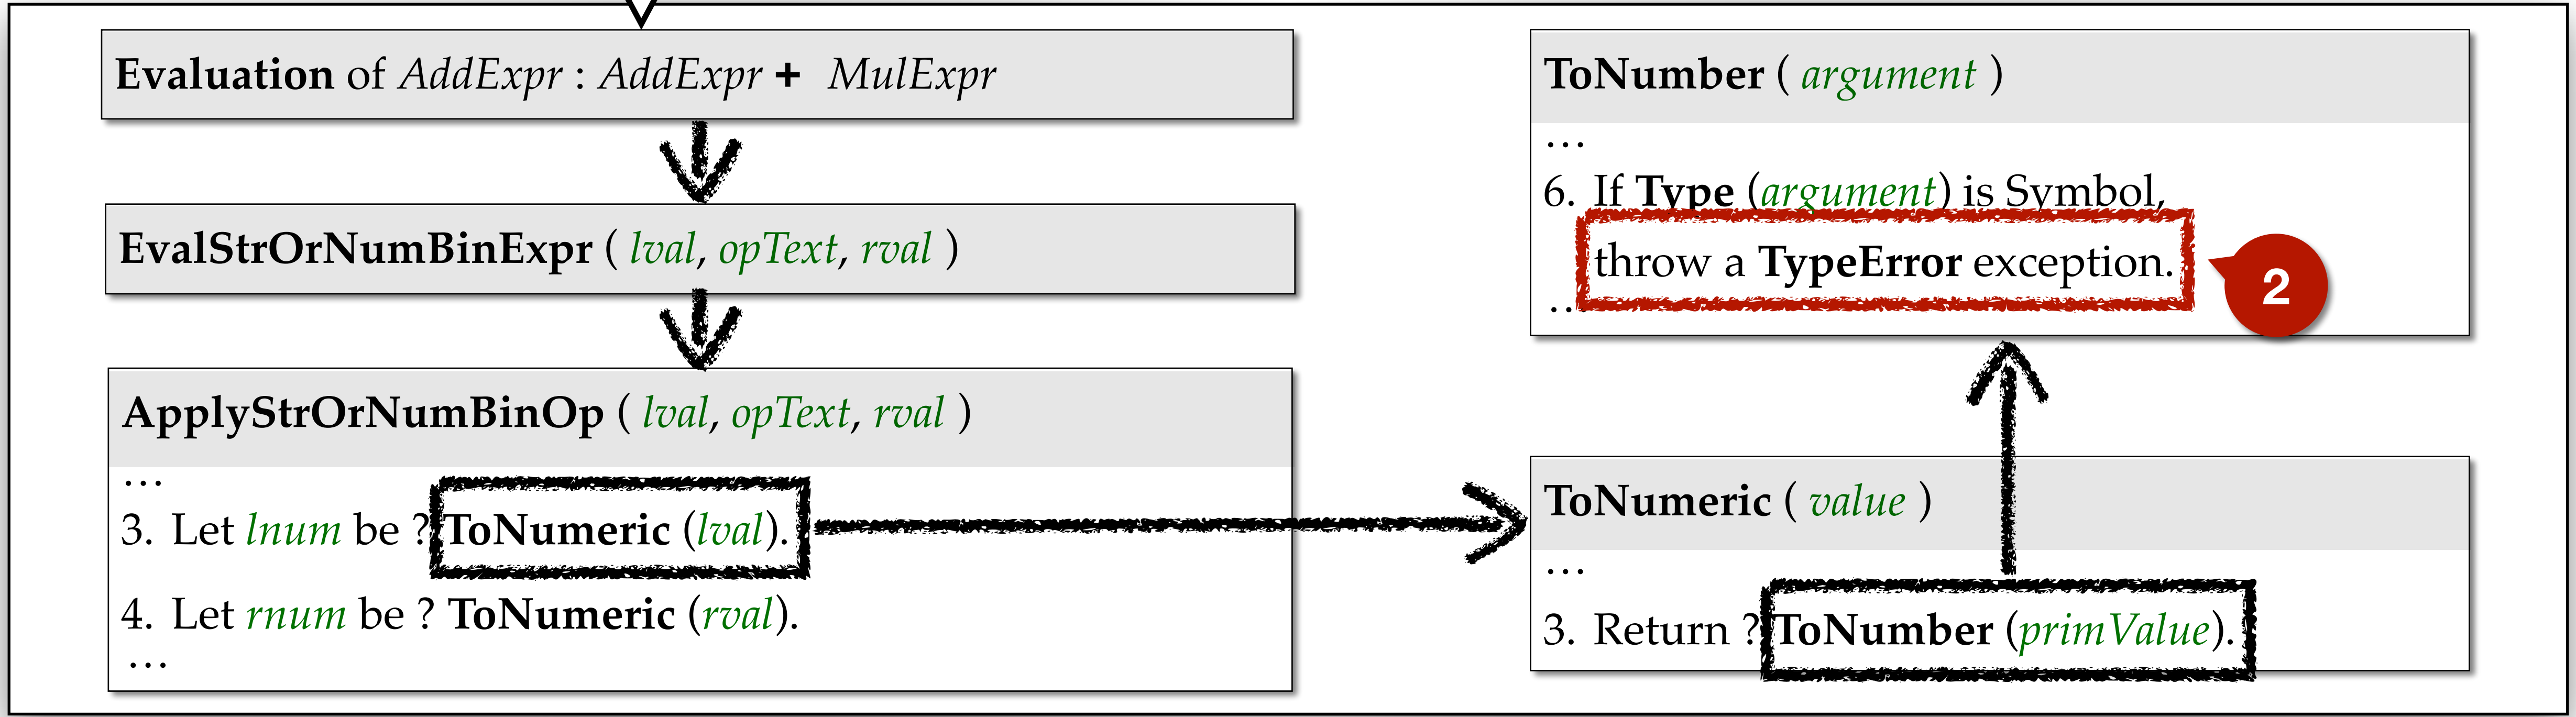 Evaluation of AddExpr : AddExpr + MulExpr
EvalStrOrNumBinExpr ( lval, opText, rval )
ApplyStrOrNumBinOp ( lval, opText, rval )
...
3. Let lnum be ? ToNumeric (lval).
4. Let rnum be ? ToNumeric (rval).
...
ToNumber ( argument )
...
6. If Type (argument) is Symbol,
throw a TypeError exception.
...
2
ToNumeric ( value )
...
3. Return ? ToNumber (primValue).